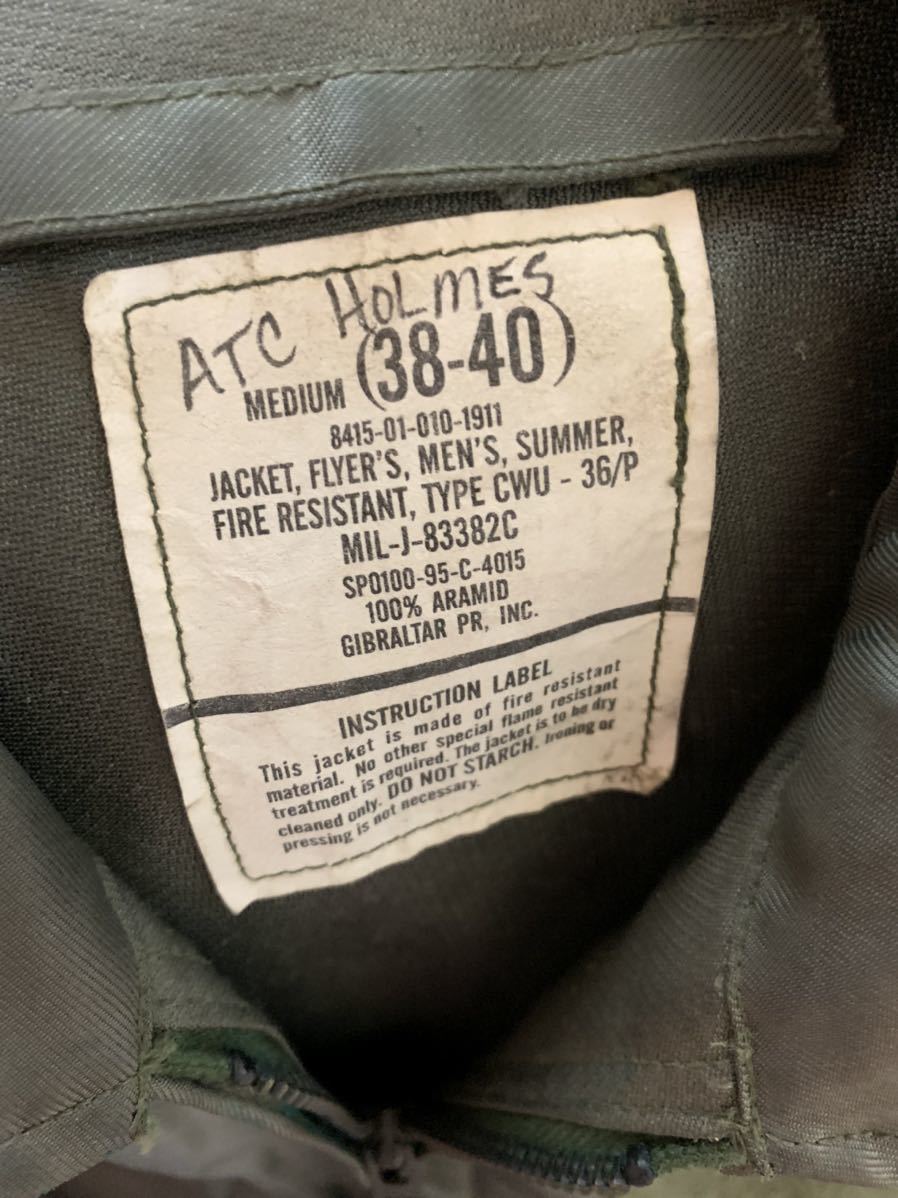 ATC HOLMES
MEDIUM (38-40)
8415-01-010-1911
JACKET, FLYER'S, MEN'S, SUMMER,
FIRE RESISTANT, TYPE CWU - 36/P
MIL-J-83382C
SPO100-95-C-4015
100% ARAMID
GIBRALTAR PR, INC.
INSTRUCTION LABEL
This jacket is made of fire resistant
material. No other special flame resistant
treatment is required. The jacket is to be dry
cleaned only. DO NOT STARCH. Ironing or
pressing is not necessary.